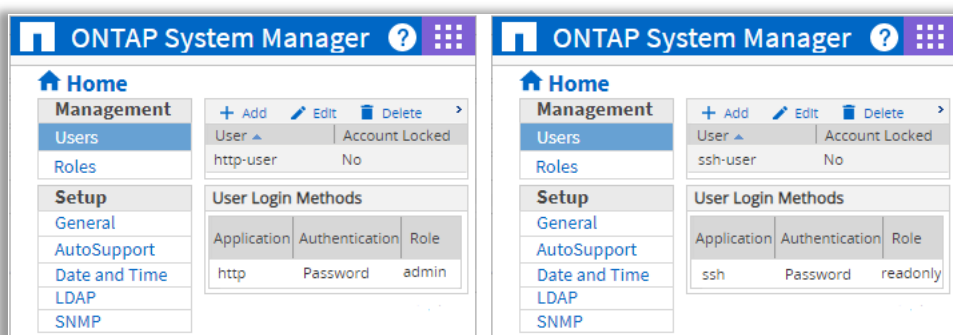 ONTAP System Manager ?
Home
Management
Users
Roles
Setup
General
AutoSupport
Date and Time
LDAP
SNMP
+ Add Edit Delete >
User Account Locked
http-user No
User Login Methods
Application Authentication Role
http Password admin
ONTAP System Manager ?
Home
Management
Users
Roles
Setup
General
AutoSupport
Date and Time
LDAP
SNMP
+ Add Edit Delete >
User Account Locked
ssh-user No
User Login Methods
Application Authentication Role
ssh Password readonly